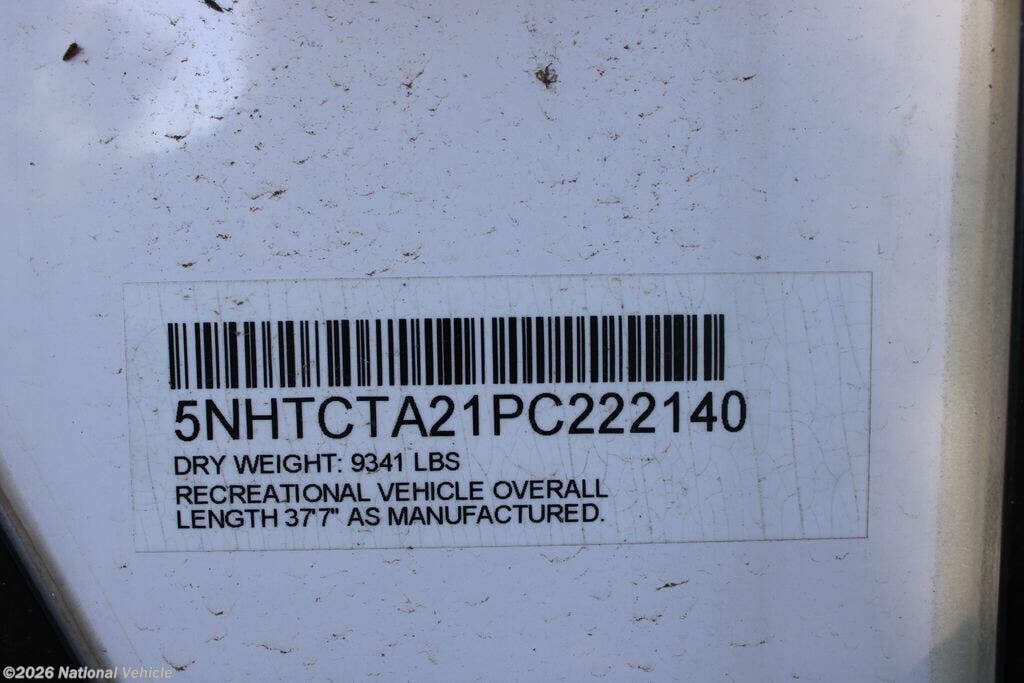 5NHTCTA21PC222140
DRY WEIGHT: 9341 LBS
RECREATIONAL VEHICLE OVERALL
LENGTH 37'7" AS MANUFACTURED.
©2026 National Vehicle